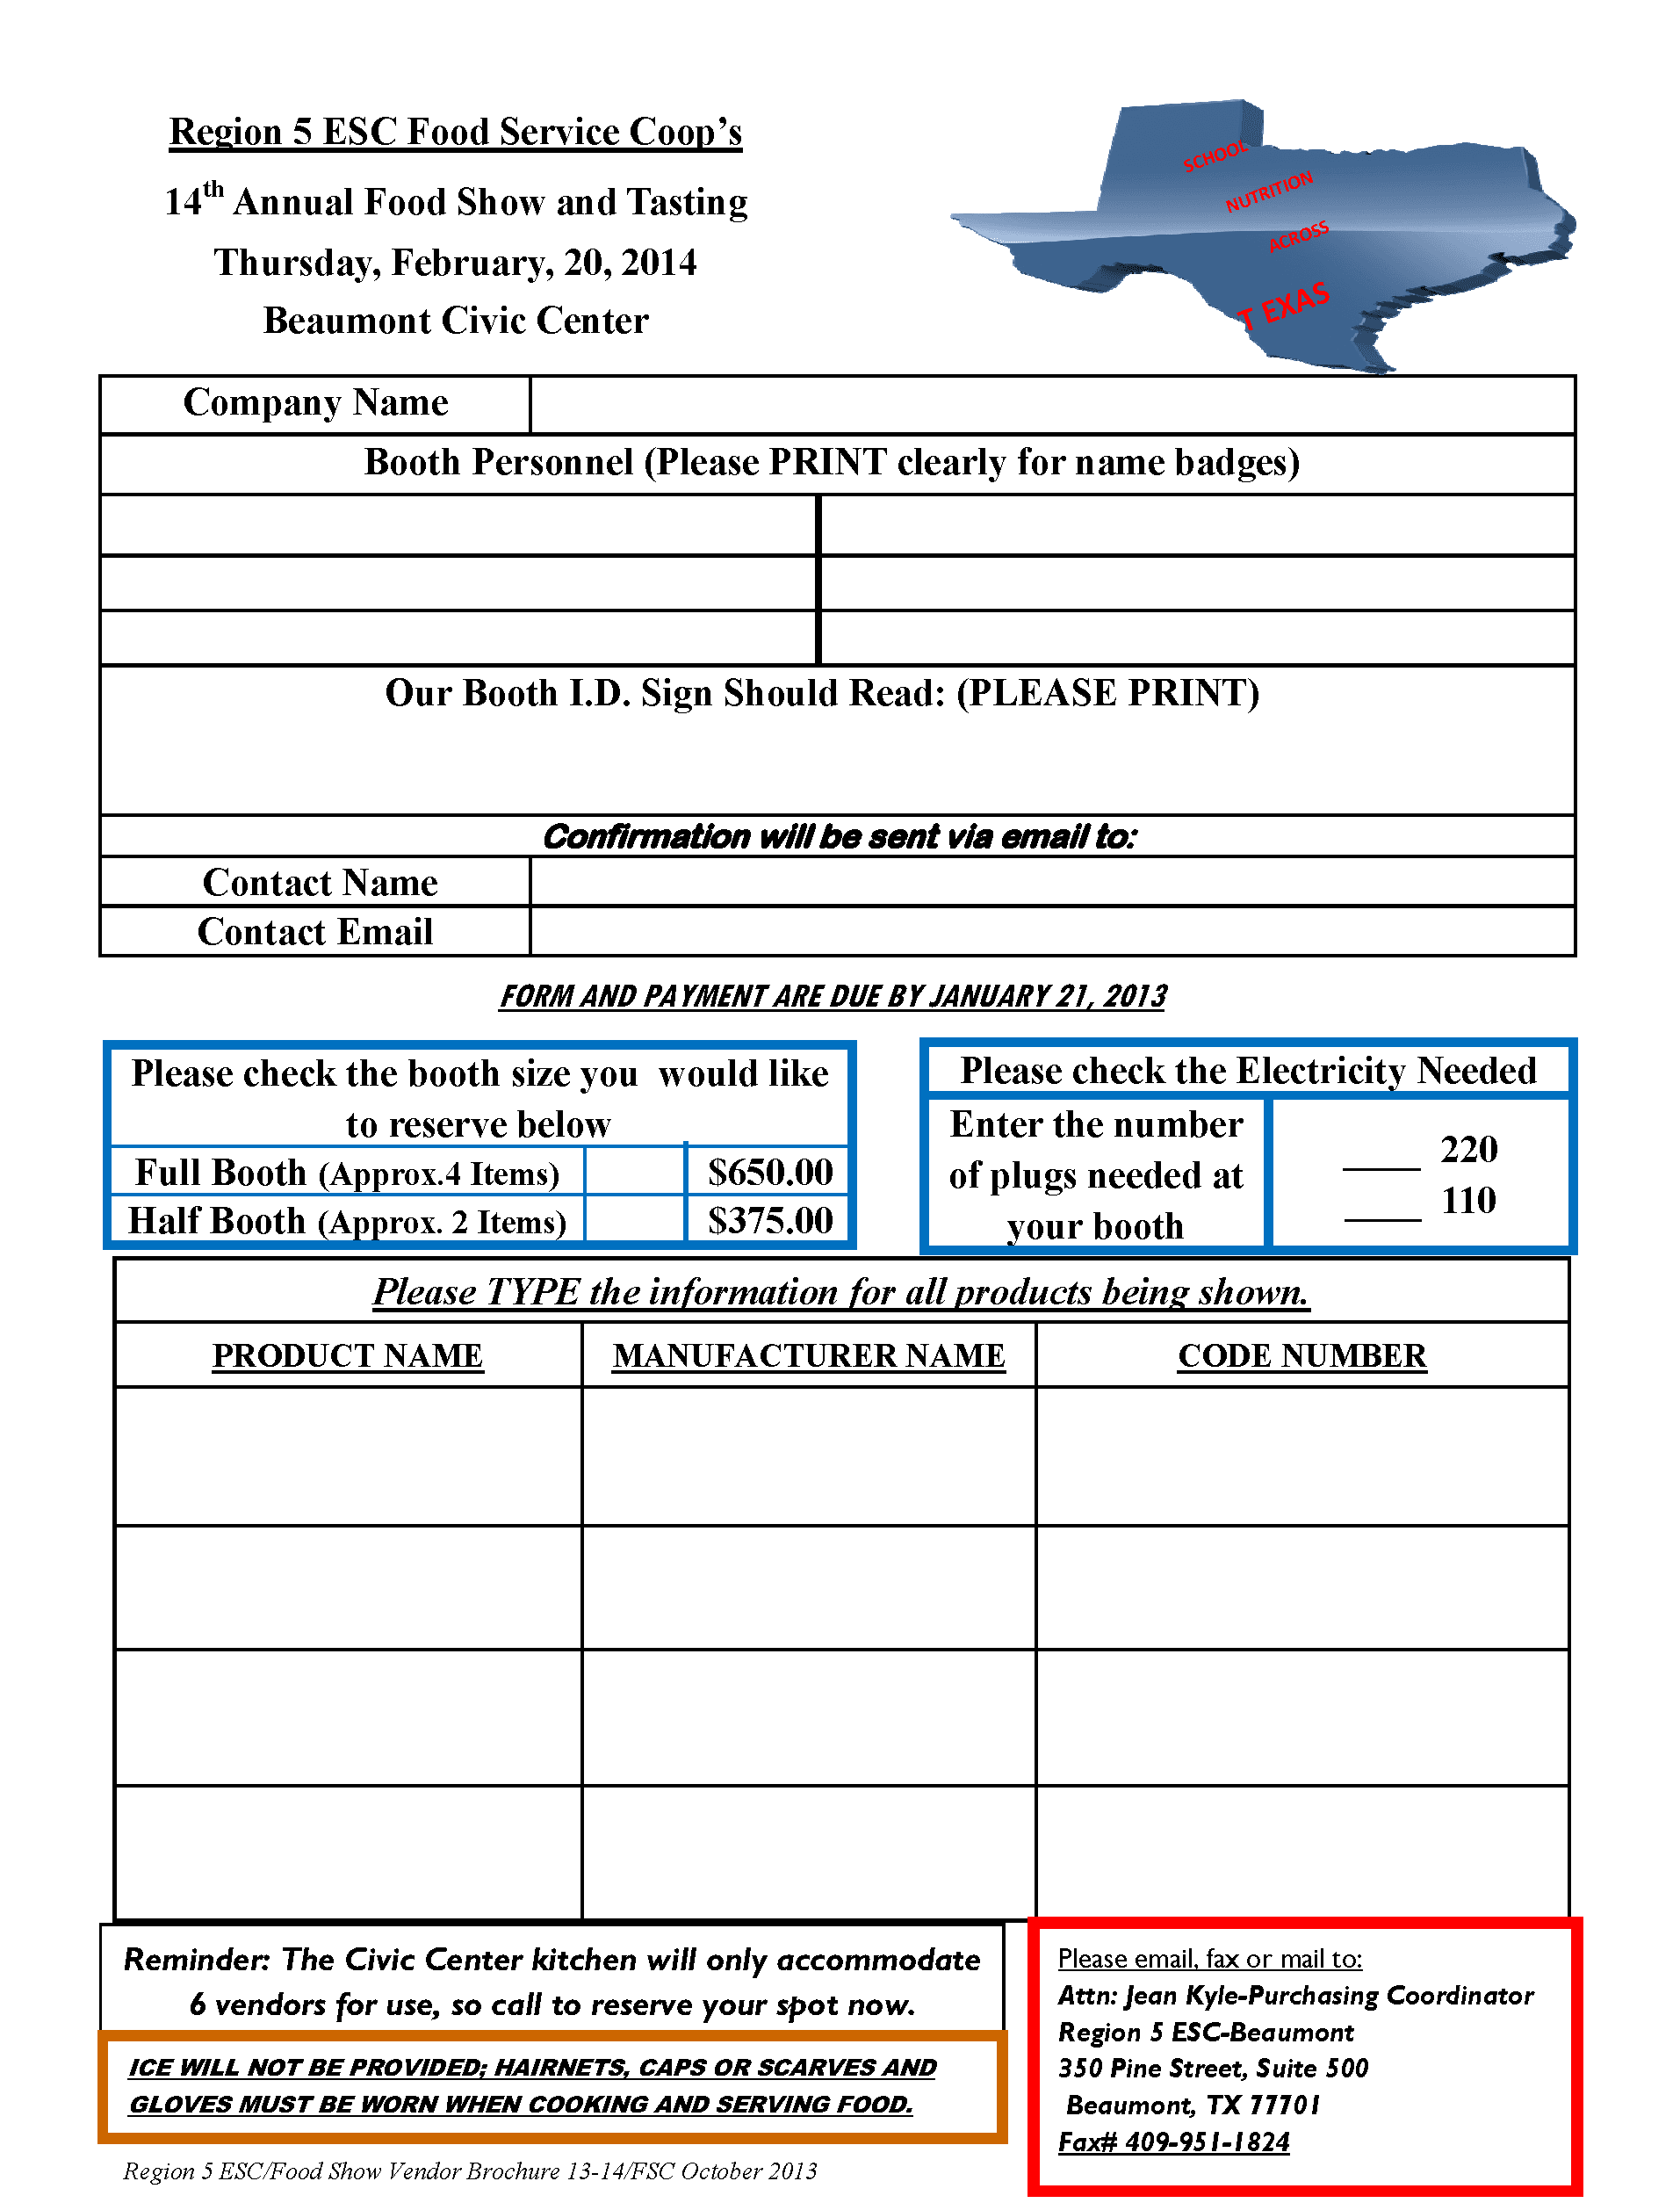 Region 5 ESC Food Service Coop's
14th Annual Food Show and Tasting
Thursday, February, 20, 2014
Beaumont Civic Center
SCHOOL
NUTRITION
ACROSS
T EXAS
Company Name
Booth Personnel (Please PRINT clearly for name badges)
Our Booth I.D. Sign Should Read: (PLEASE PRINT)
Confirmation will be sent via email to:
Contact Name
Contact Email
FORM AND PAYMENT ARE DUE BY JANUARY 21, 2013
Please check the booth size you would like
to reserve below
Full Booth (Approx.4 Items) $650.00
Half Booth (Approx. 2 Items) $375.00
Please check the Electricity Needed
Enter the number
of plugs needed at
your booth
____ 220
____ 110
Please TYPE the information for all products being shown.
PRODUCT NAME MANUFACTURER NAME CODE NUMBER
Reminder: The Civic Center kitchen will only accommodate
6 vendors for use, so call to reserve your spot now.
ICE WILL NOT BE PROVIDED; HAIRNETS, CAPS OR SCARVES AND
GLOVES MUST BE WORN WHEN COOKING AND SERVING FOOD.
Region 5 ESC/Food Show Vendor Brochure 13-14/FSC October 2013
Please email, fax or mail to:
Attn: Jean Kyle-Purchasing Coordinator
Region 5 ESC-Beaumont
350 Pine Street, Suite 500
Beaumont, TX 77701
Fax# 409-951-1824